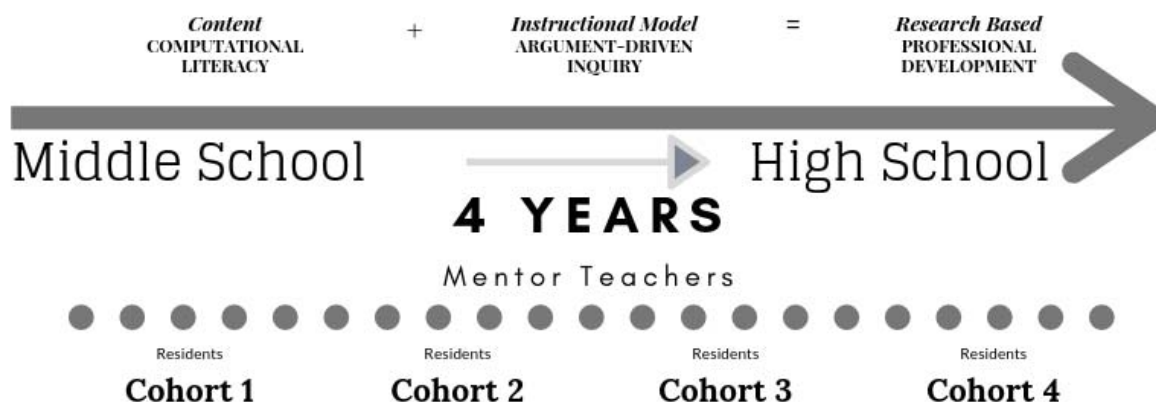 Content + Instructional Model = Research Based
COMPUTATIONAL ARGUMENT-DRIVEN PROFESSIONAL
LITERACY INQUIRY DEVELOPMENT
Middle School High School
4 YEARS
Mentor Teachers
Residents Residents Residents Residents
Cohort 1 Cohort 2 Cohort 3 Cohort 4